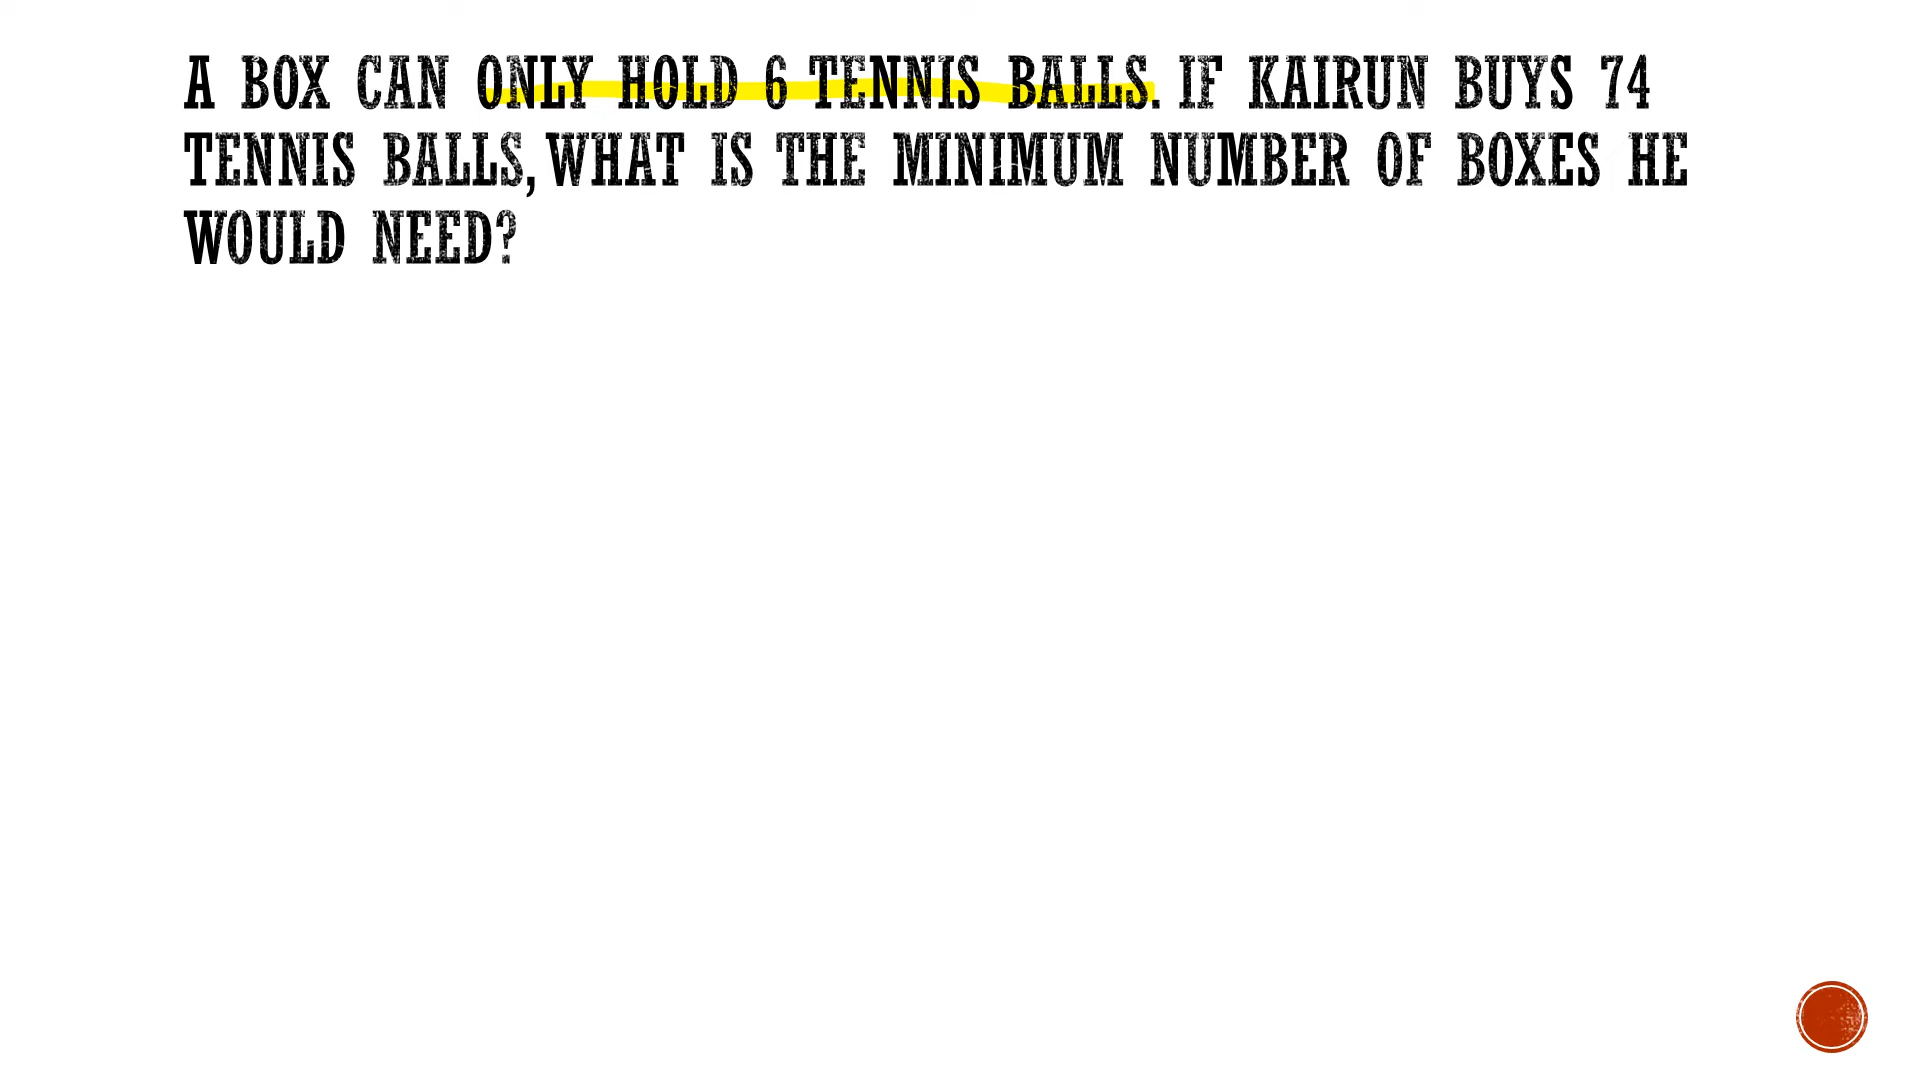 A BOX CAN ONLY HOLD 6 TENNIS BALLS. IF KAIRUN BUYS 74
TENNIS BALLS, WHAT IS THE MINIMUM NUMBER OF BOXES HE
WOULD NEED?